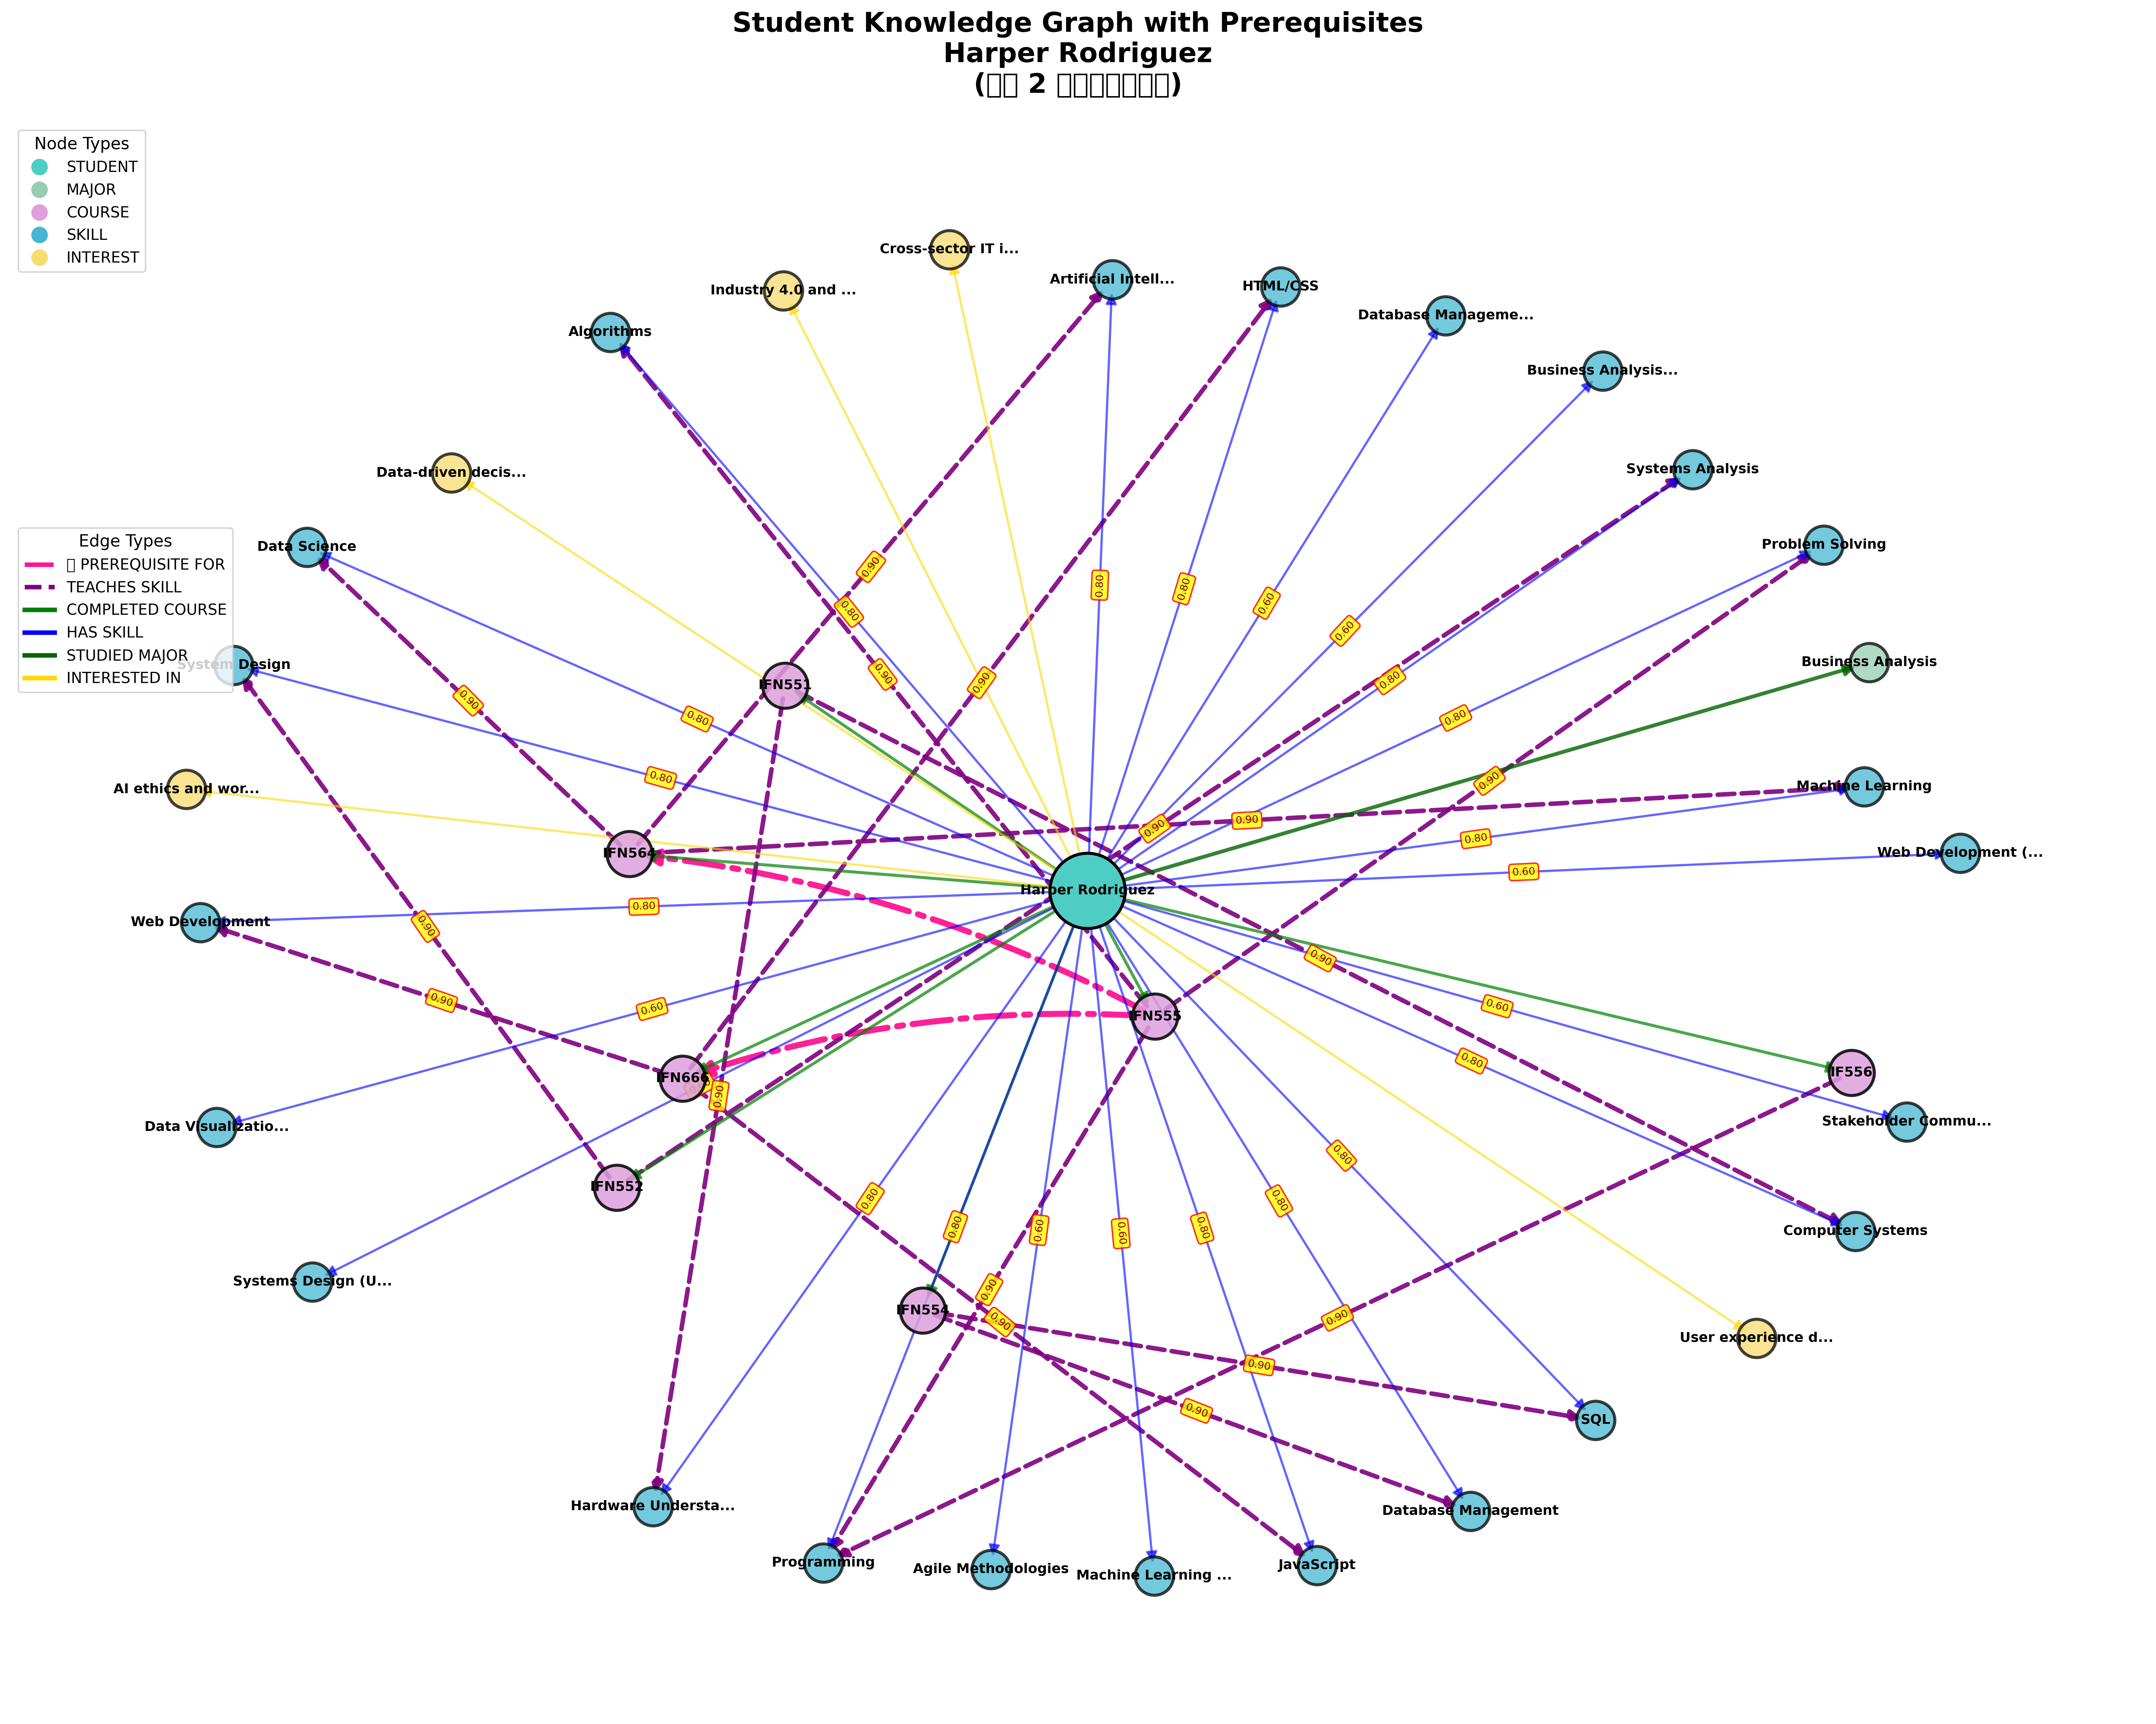 Student Knowledge Graph with Prerequisites
Harper Rodriguez
( 2 )
Node Types
STUDENT
MAJOR
COURSE
SKILL
INTEREST
Edge Types
PREREQUISITE FOR
TEACHES SKILL
COMPLETED COURSE
HAS SKILL
STUDIED MAJOR
INTERESTED IN
Cross-sector IT i...
Artificial Intell...
HTML/CSS
Industry 4.0 and ...
Database Manageme...
Algorithms
Business Analysis...
Systems Analysis
Data-driven decis...
Problem Solving
Data Science
0.90
0.80
0.80
0.60
0.80
0.60
Business Analysis
System Design
0.90
0.80
0.90
IFN551
0.90
0.80
0.80
0.80
0.90
Machine Learning
AI ethics and wor...
0.90
0.90
0.80
IFN564
Web Development (...
0.60
Harper Rodriguez
0.80
Web Development
0.90
0.90
0.90
0.60
0.60
IFN555
0.80
IF556
IFN666
0.90
Stakeholder Commu...
Data Visualizatio...
0.80
IFN552
0.80
0.80
0.80
0.60
0.60
0.80
Computer Systems
Systems Design (U...
0.90
IFN554
0.90
0.90
User experience d...
0.90
0.90
SQL
Hardware Understa...
Database Management
Programming
Agile Methodologies
Machine Learning ...
JavaScript